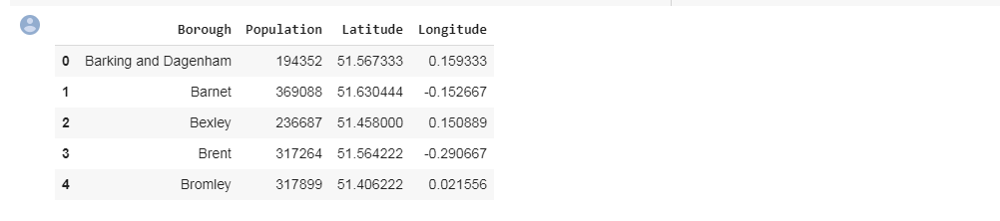 Borough Population Latitude Longitude
0 Barking and Dagenham 194352 51.567333 0.159333
1 Barnet 369088 51.630444 -0.152667
2 Bexley 236687 51.458000 0.150889
3 Brent 317264 51.564222 -0.290667
4 Bromley 317899 51.406222 0.021556